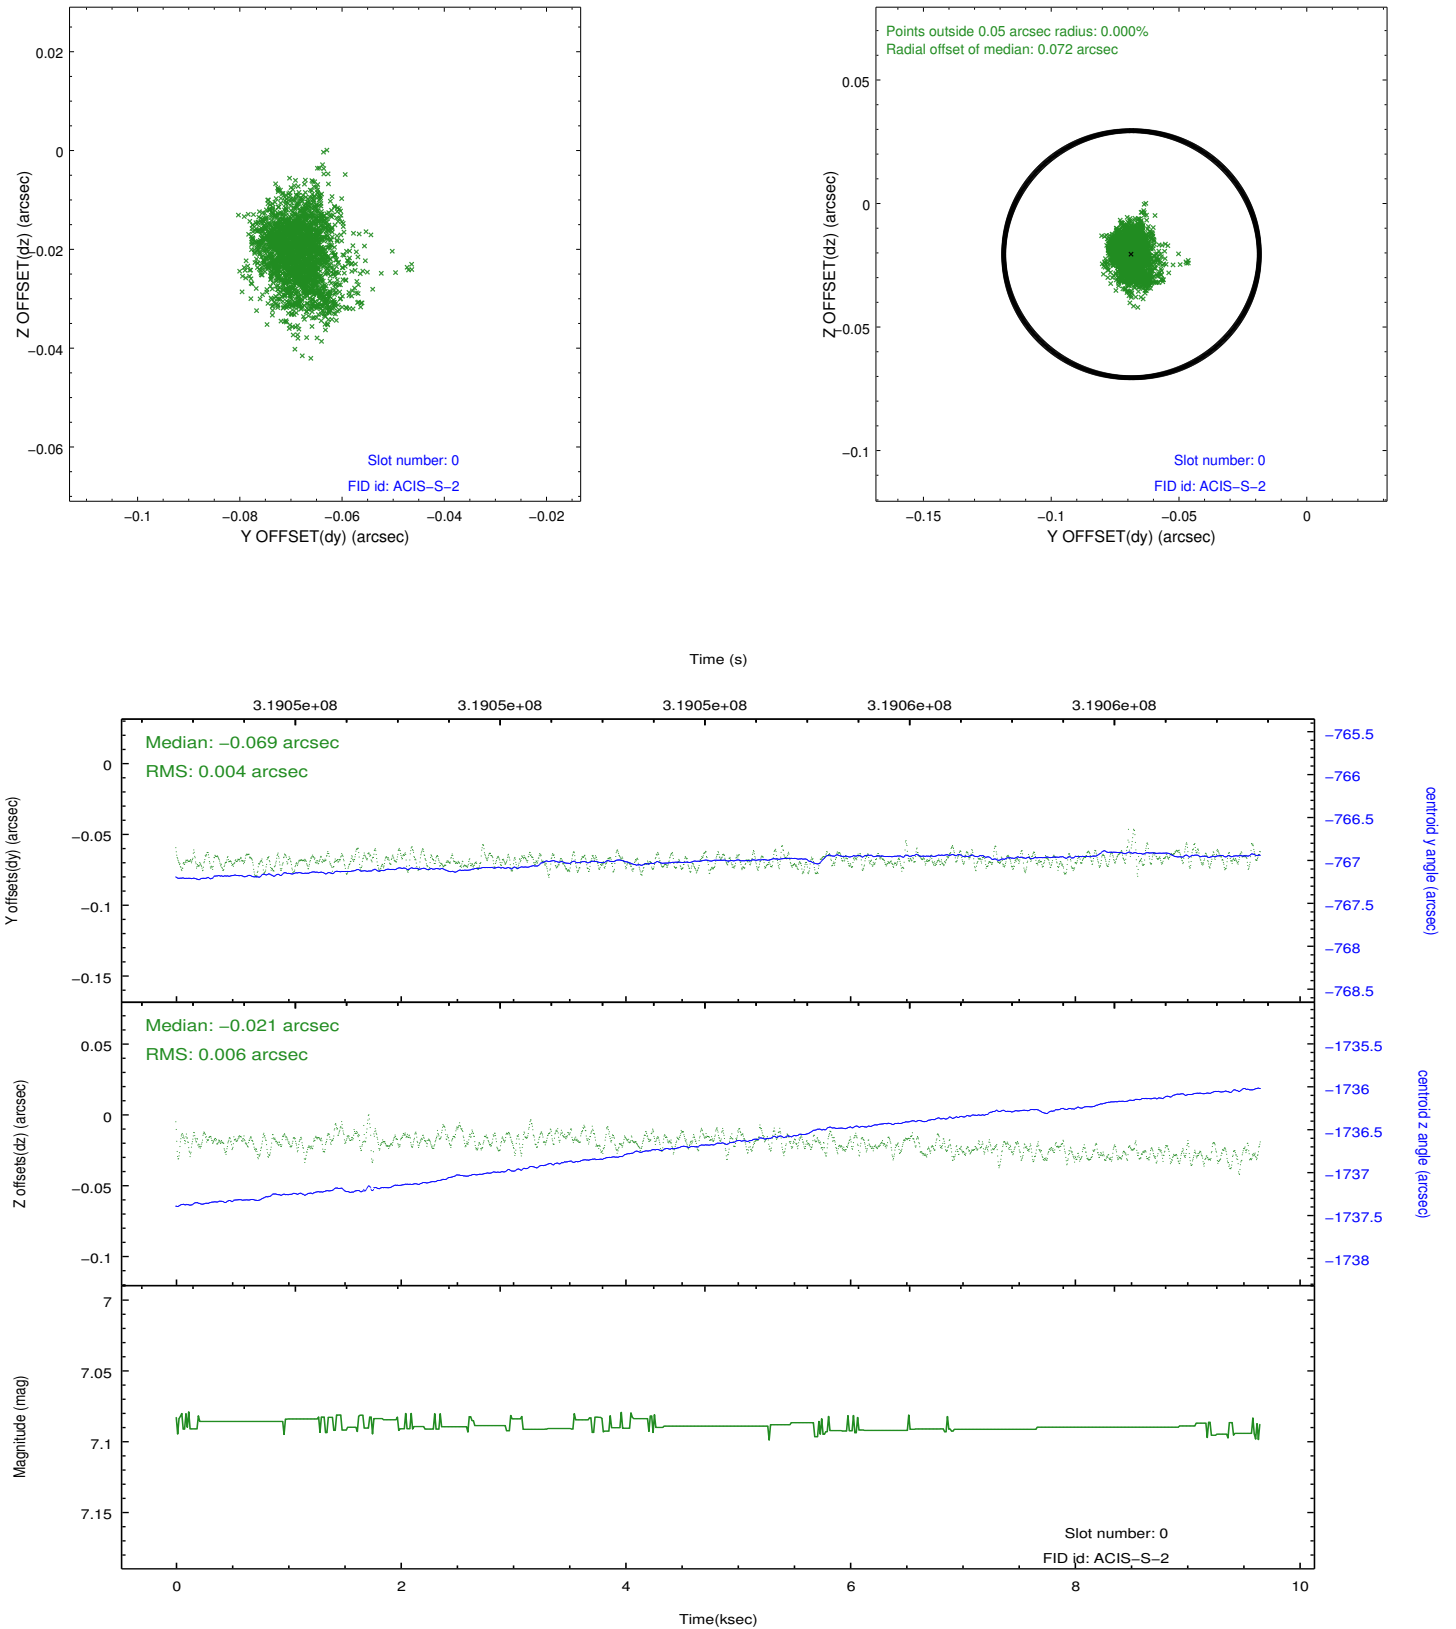 Points outside 0.05 arcsec radius: 0.000%
Radial offset of median: 0.072 arcsec
0.02
0
−0.02
−0.04
−0.06
Z OFFSET(dz) (arcsec)
Slot number: 0
FID id: ACIS−S−2
−0.1
−0.08
−0.06
−0.04
−0.02
Y OFFSET(dy) (arcsec)
0.05
0
−0.05
−0.1
Z OFFSET(dz) (arcsec)
Slot number: 0
FID id: ACIS−S−2
−0.15
−0.1
−0.05
0
Y OFFSET(dy) (arcsec)
Time (s)
3.1905e+08
3.1905e+08
3.1905e+08
3.1906e+08
3.1906e+08
Median: −0.069 arcsec
RMS: 0.004 arcsec
0
−0.05
−0.1
−0.15
Y offsets(dy) (arcsec)
−765.5
−766
−766.5
−767
−767.5
−768
−768.5
centroid y angle (arcsec)
Median: −0.021 arcsec
RMS: 0.006 arcsec
0.05
0
−0.05
−0.1
Z offsets(dz) (arcsec)
−1735.5
−1736
−1736.5
−1737
−1737.5
−1738
centroid z angle (arcsec)
7
7.05
7.1
7.15
Magnitude (mag)
Slot number: 0
FID id: ACIS−S−2
0
2
4
6
8
10
Time(ksec)